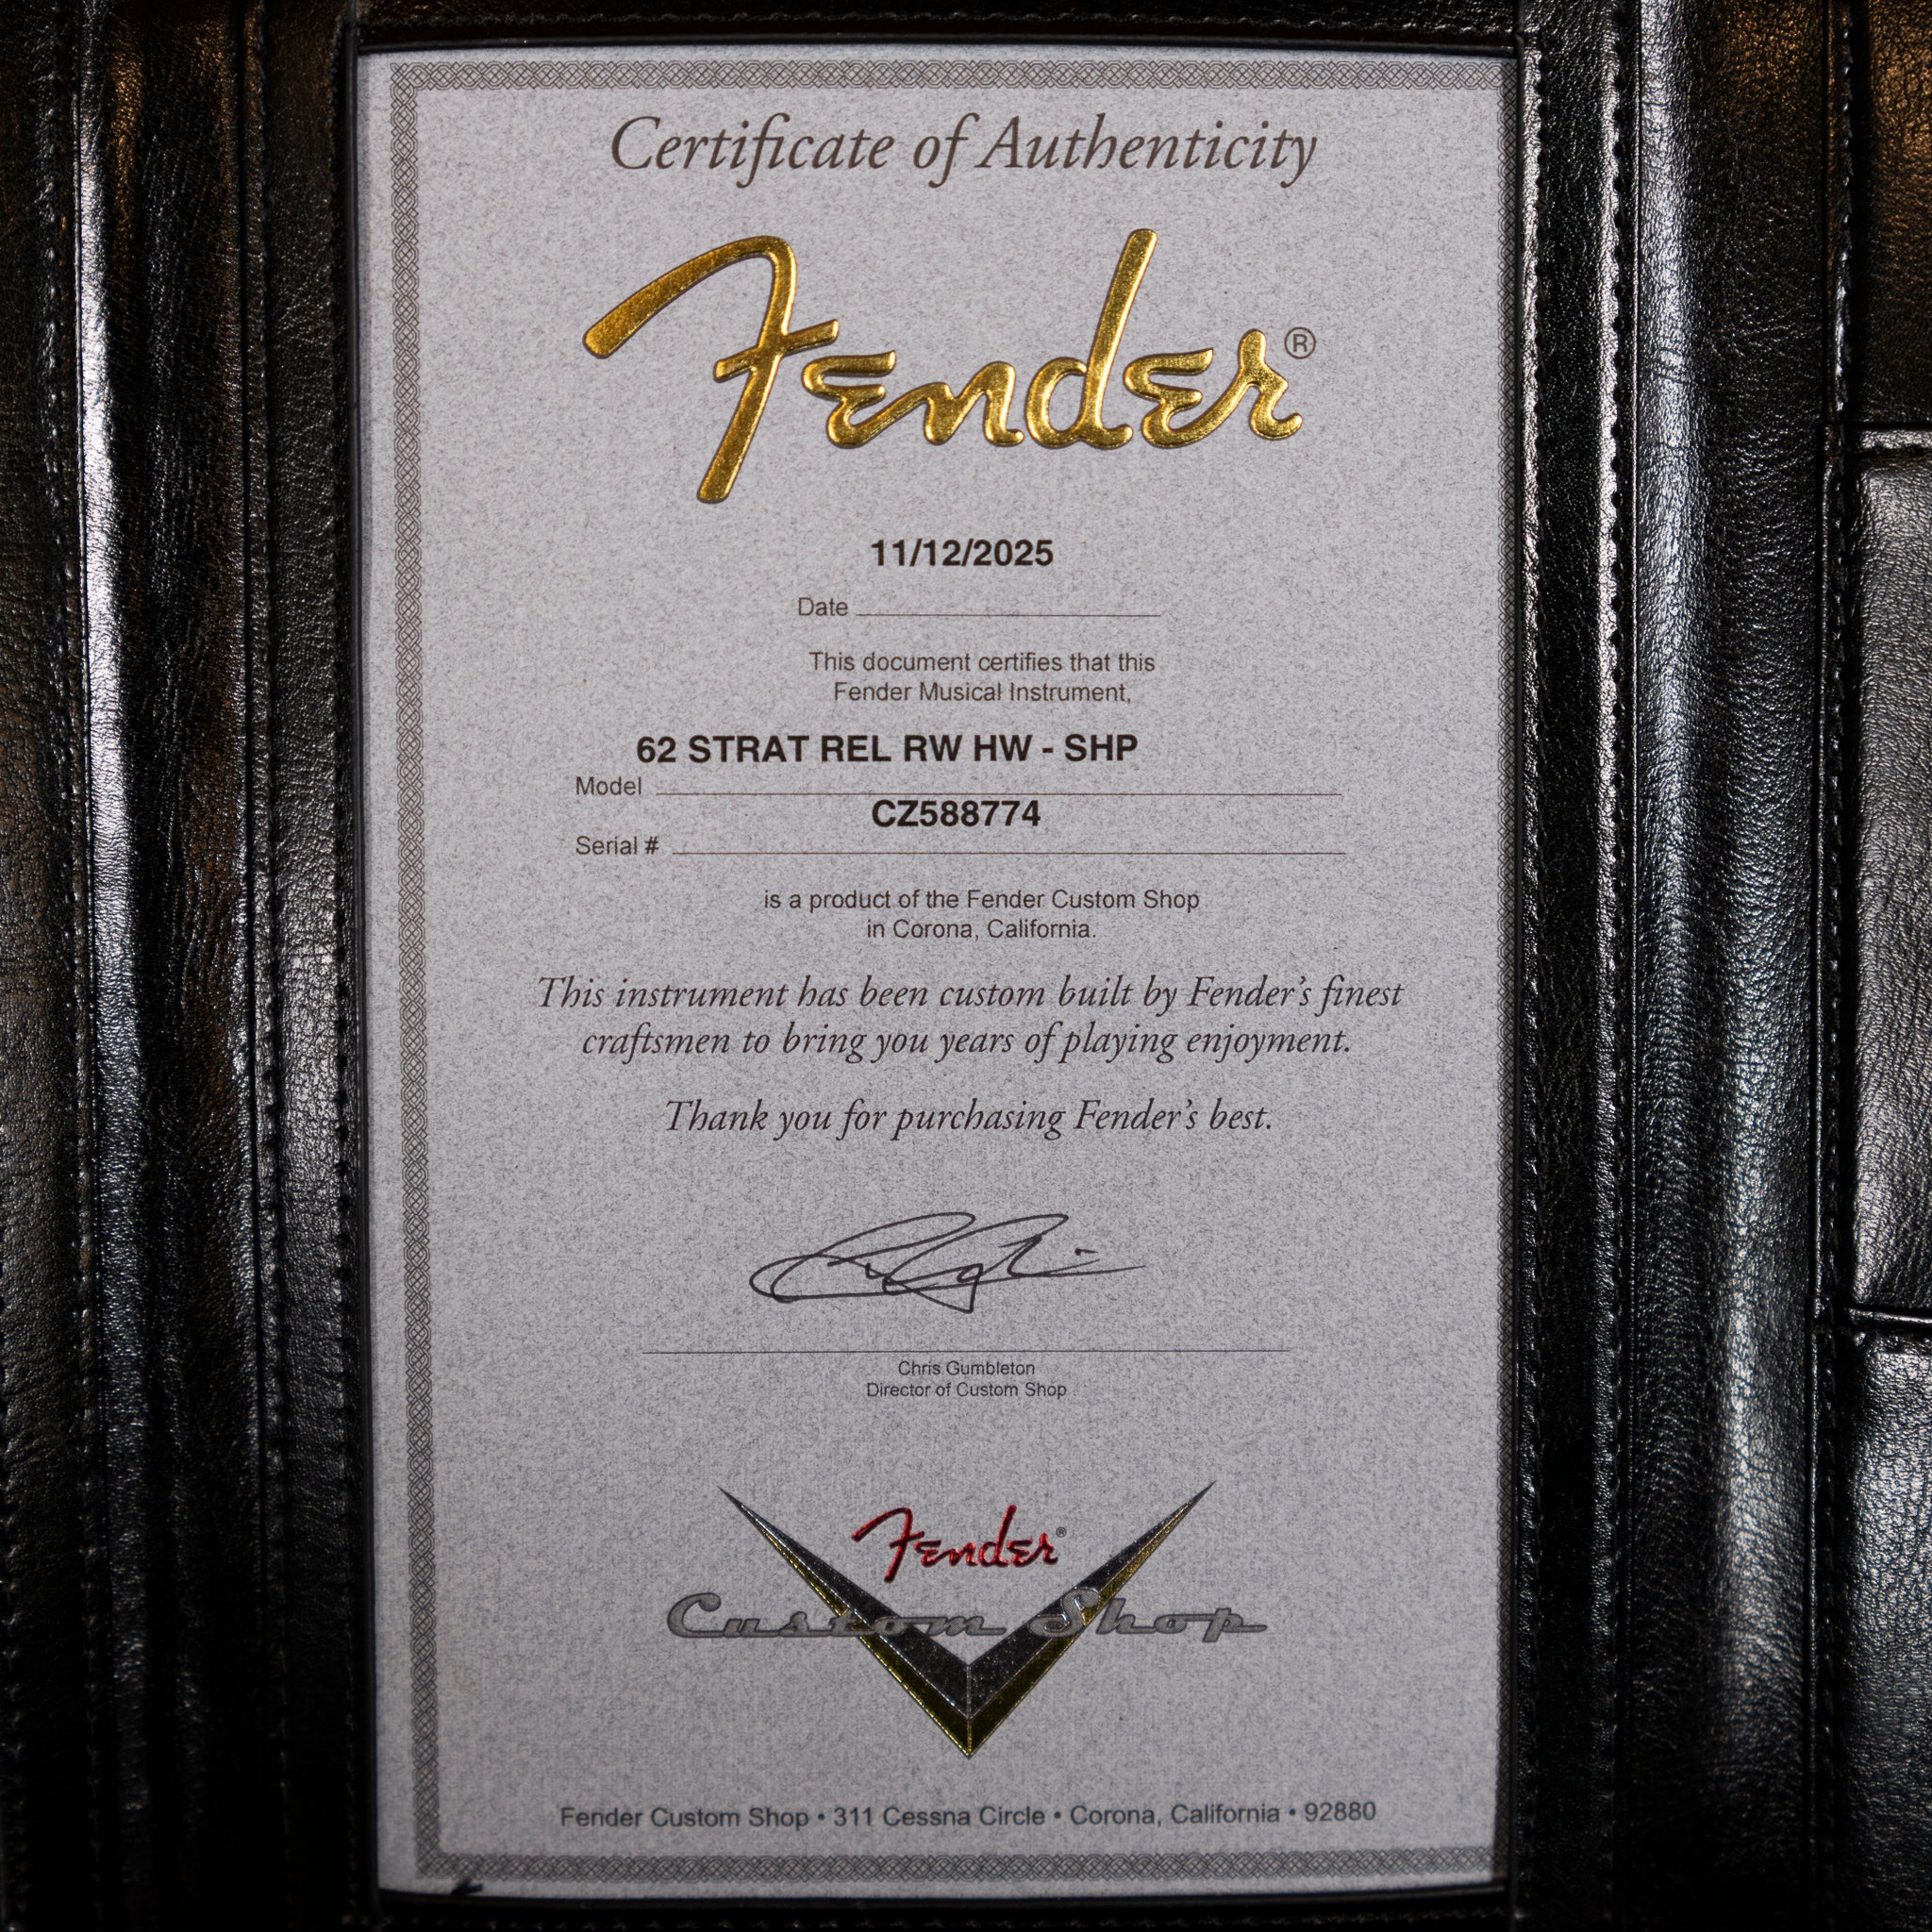 Certificate of Authenticity
Fender®
11/12/2025
Date
This document certifies that this
Fender Musical Instrument,
62 STRAT REL RW HW - SHP
Model
CZ588774
Serial #
is a product of the Fender Custom Shop
in Corona, California.
This instrument has been custom built by Fender's finest
craftsmen to bring you years of playing enjoyment.
Thank you for purchasing Fender's best.
Chris Gumbleton
Director of Custom Shop
Fender®
Custom Shop
Fender Custom Shop • 311 Cessna Circle • Corona, California • 92880